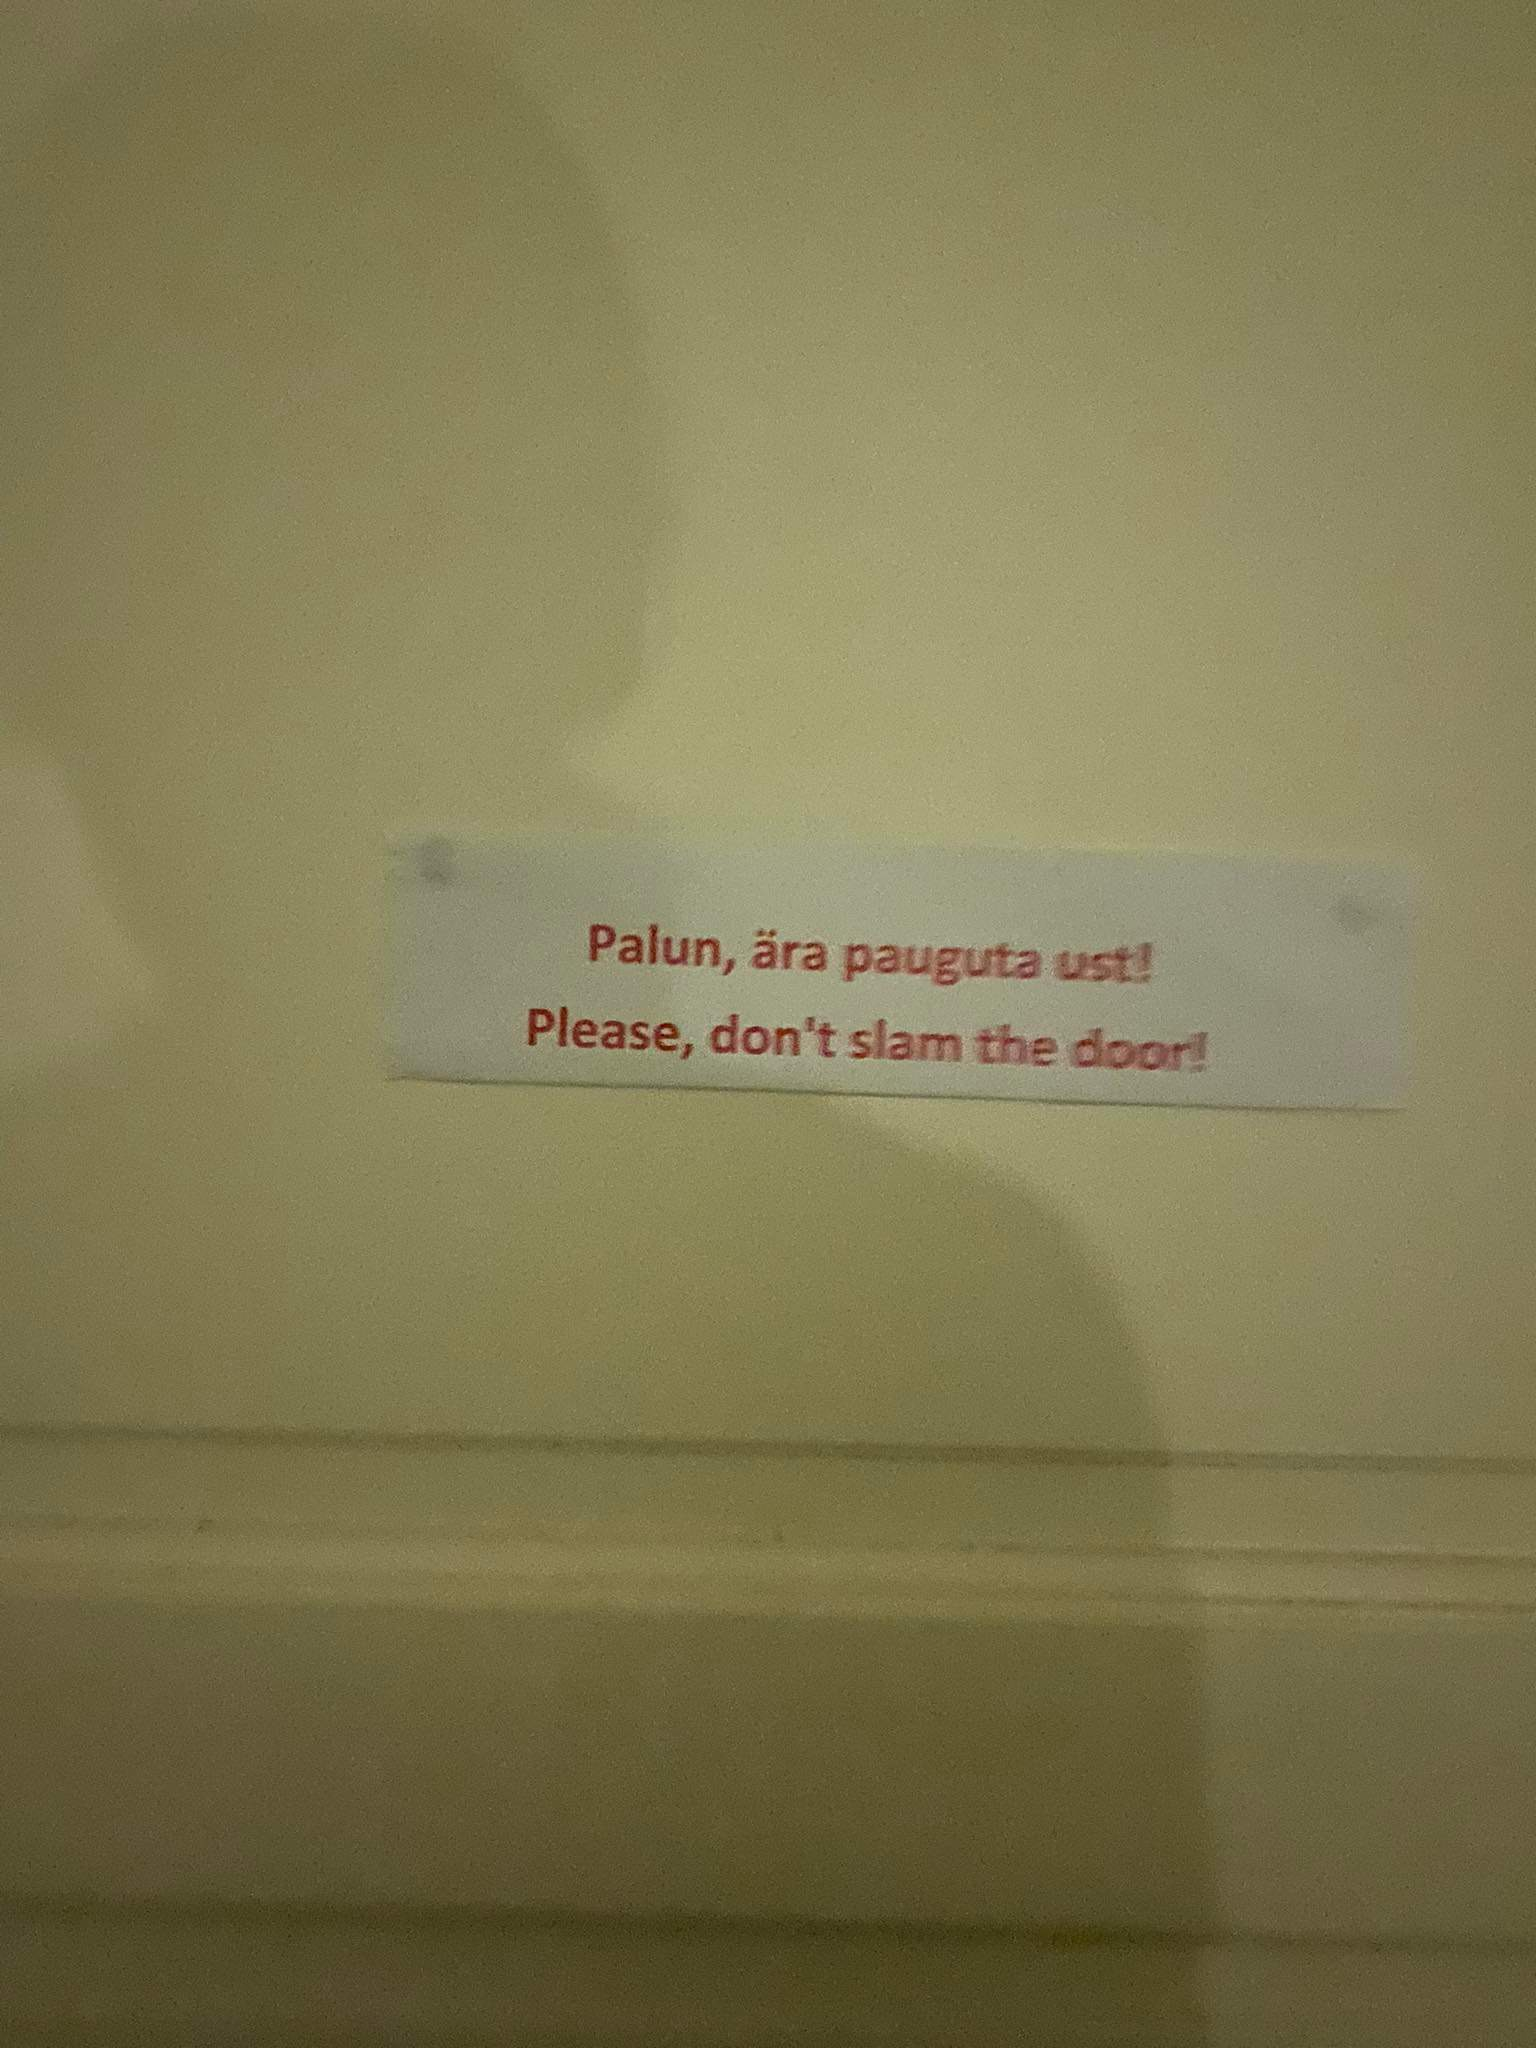 Palun, ära pauguta ust!
Please, don't slam the door!